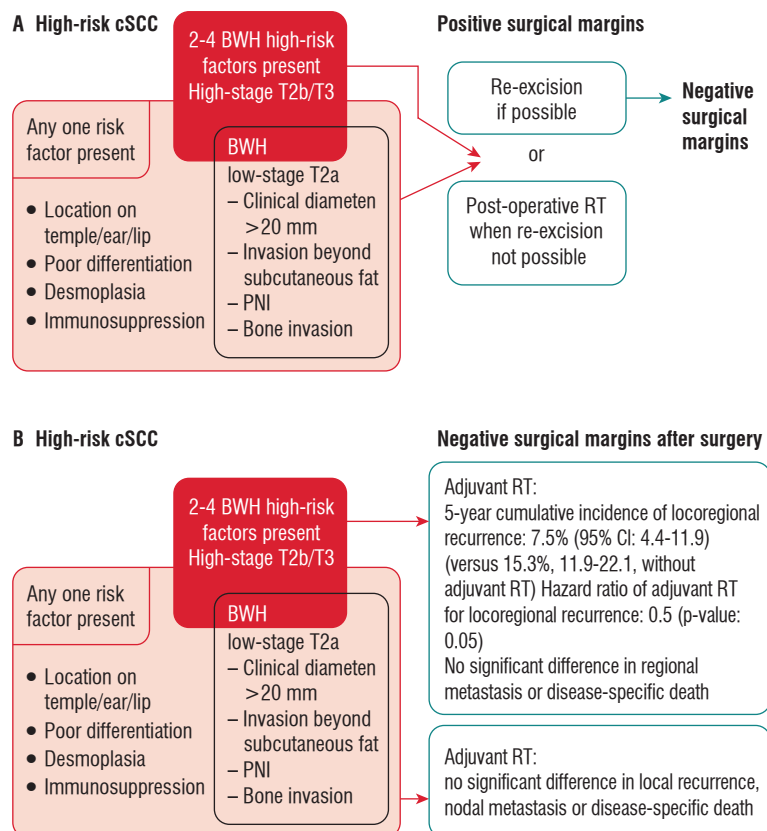 A High-risk cSCC
2-4 BWH high-risk
factors present
High-stage T2b/T3
Any one risk
factor present
• Location on
temple/ear/lip
• Poor differentiation
• Desmoplasia
• Immunosuppression
BWH
low-stage T2a
– Clinical diameten
>20 mm
– Invasion beyond
subcutaneous fat
– PNI
– Bone invasion
Positive surgical margins
Re-excision
if possible
or
Post-operative RT
when re-excision
not possible
Negative
surgical
margins
B High-risk cSCC
2-4 BWH high-risk
factors present
High-stage T2b/T3
Any one risk
factor present
• Location on
temple/ear/lip
• Poor differentiation
• Desmoplasia
• Immunosuppression
BWH
low-stage T2a
– Clinical diameten
>20 mm
– Invasion beyond
subcutaneous fat
– PNI
– Bone invasion
Negative surgical margins after surgery
Adjuvant RT:
5-year cumulative incidence of locoregional
recurrence: 7.5% (95% CI: 4.4-11.9)
(versus 15.3%, 11.9-22.1, without
adjuvant RT) Hazard ratio of adjuvant RT
for locoregional recurrence: 0.5 (p-value:
0.05)
No significant difference in regional
metastasis or disease-specific death
Adjuvant RT:
no significant difference in local recurrence,
nodal metastasis or disease-specific death